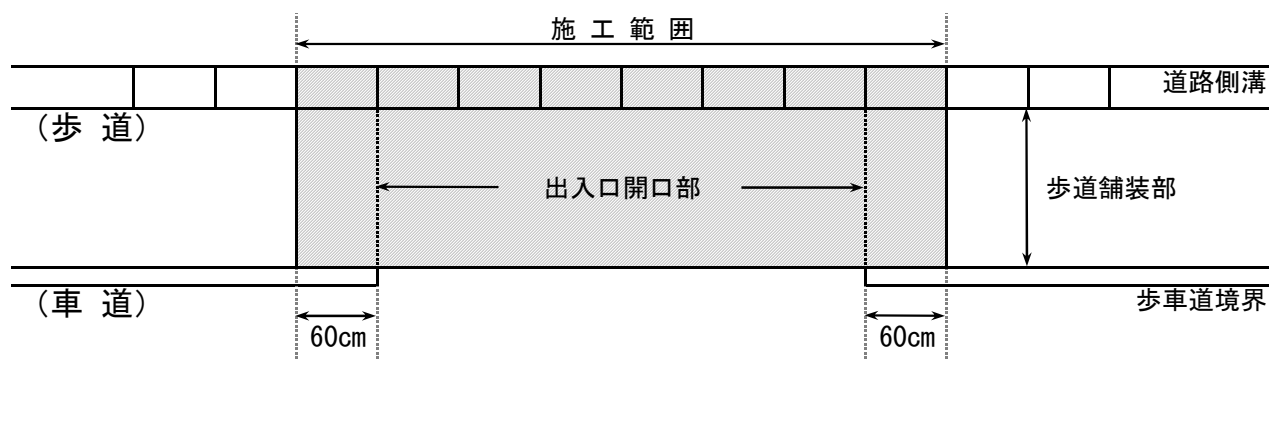 施 工 範 囲
道路側溝
（歩 道）
出入口開口部
歩道舗装部
（車 道）
歩車道境界
60cm
60cm